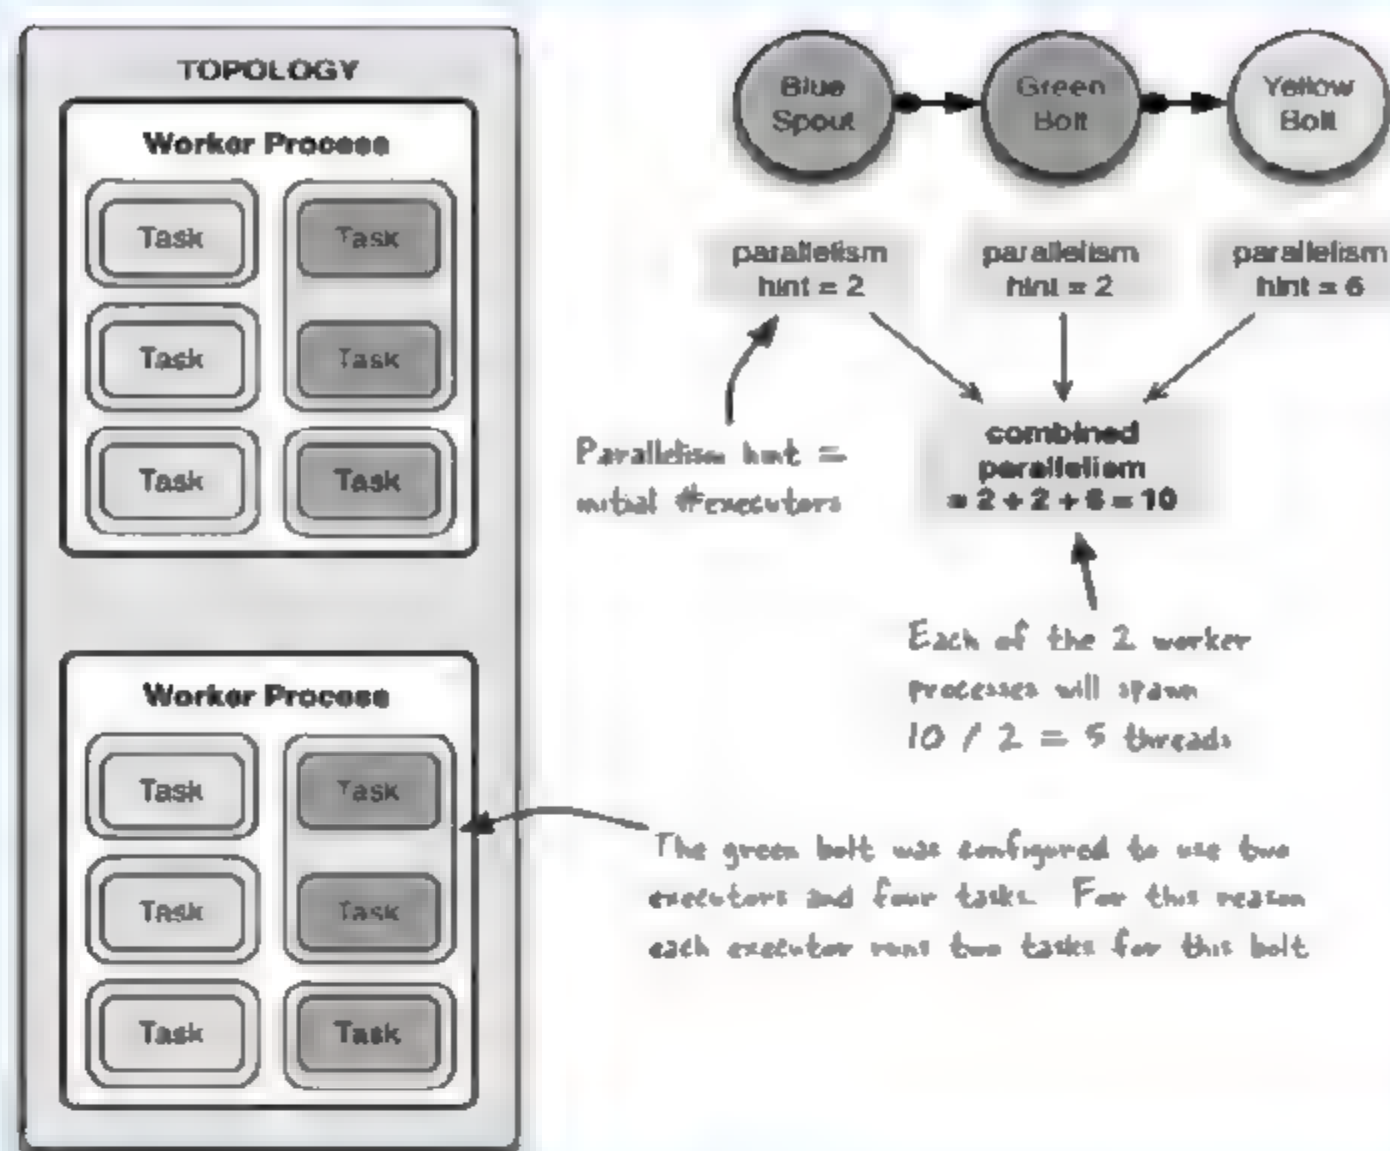 TOPOLOGY
Worker Process
Task
Task
Task
Task
Task
Task
Worker Process
Task
Task
Task
Task
Task
Task
Blue
Spout
Green
Bolt
Yellow
Bolt
parallelism
hint = 2
parallelism
hint = 2
parallelism
hint = 6
Parallelism hint =
initial #executors
combined
parallelism
= 2 + 2 + 6 = 10
Each of the 2 worker
processes will spawn
10 / 2 = 5 threads
The green bolt was configured to use two
executors and four tasks. For this reason
each executor runs two tasks for this bolt